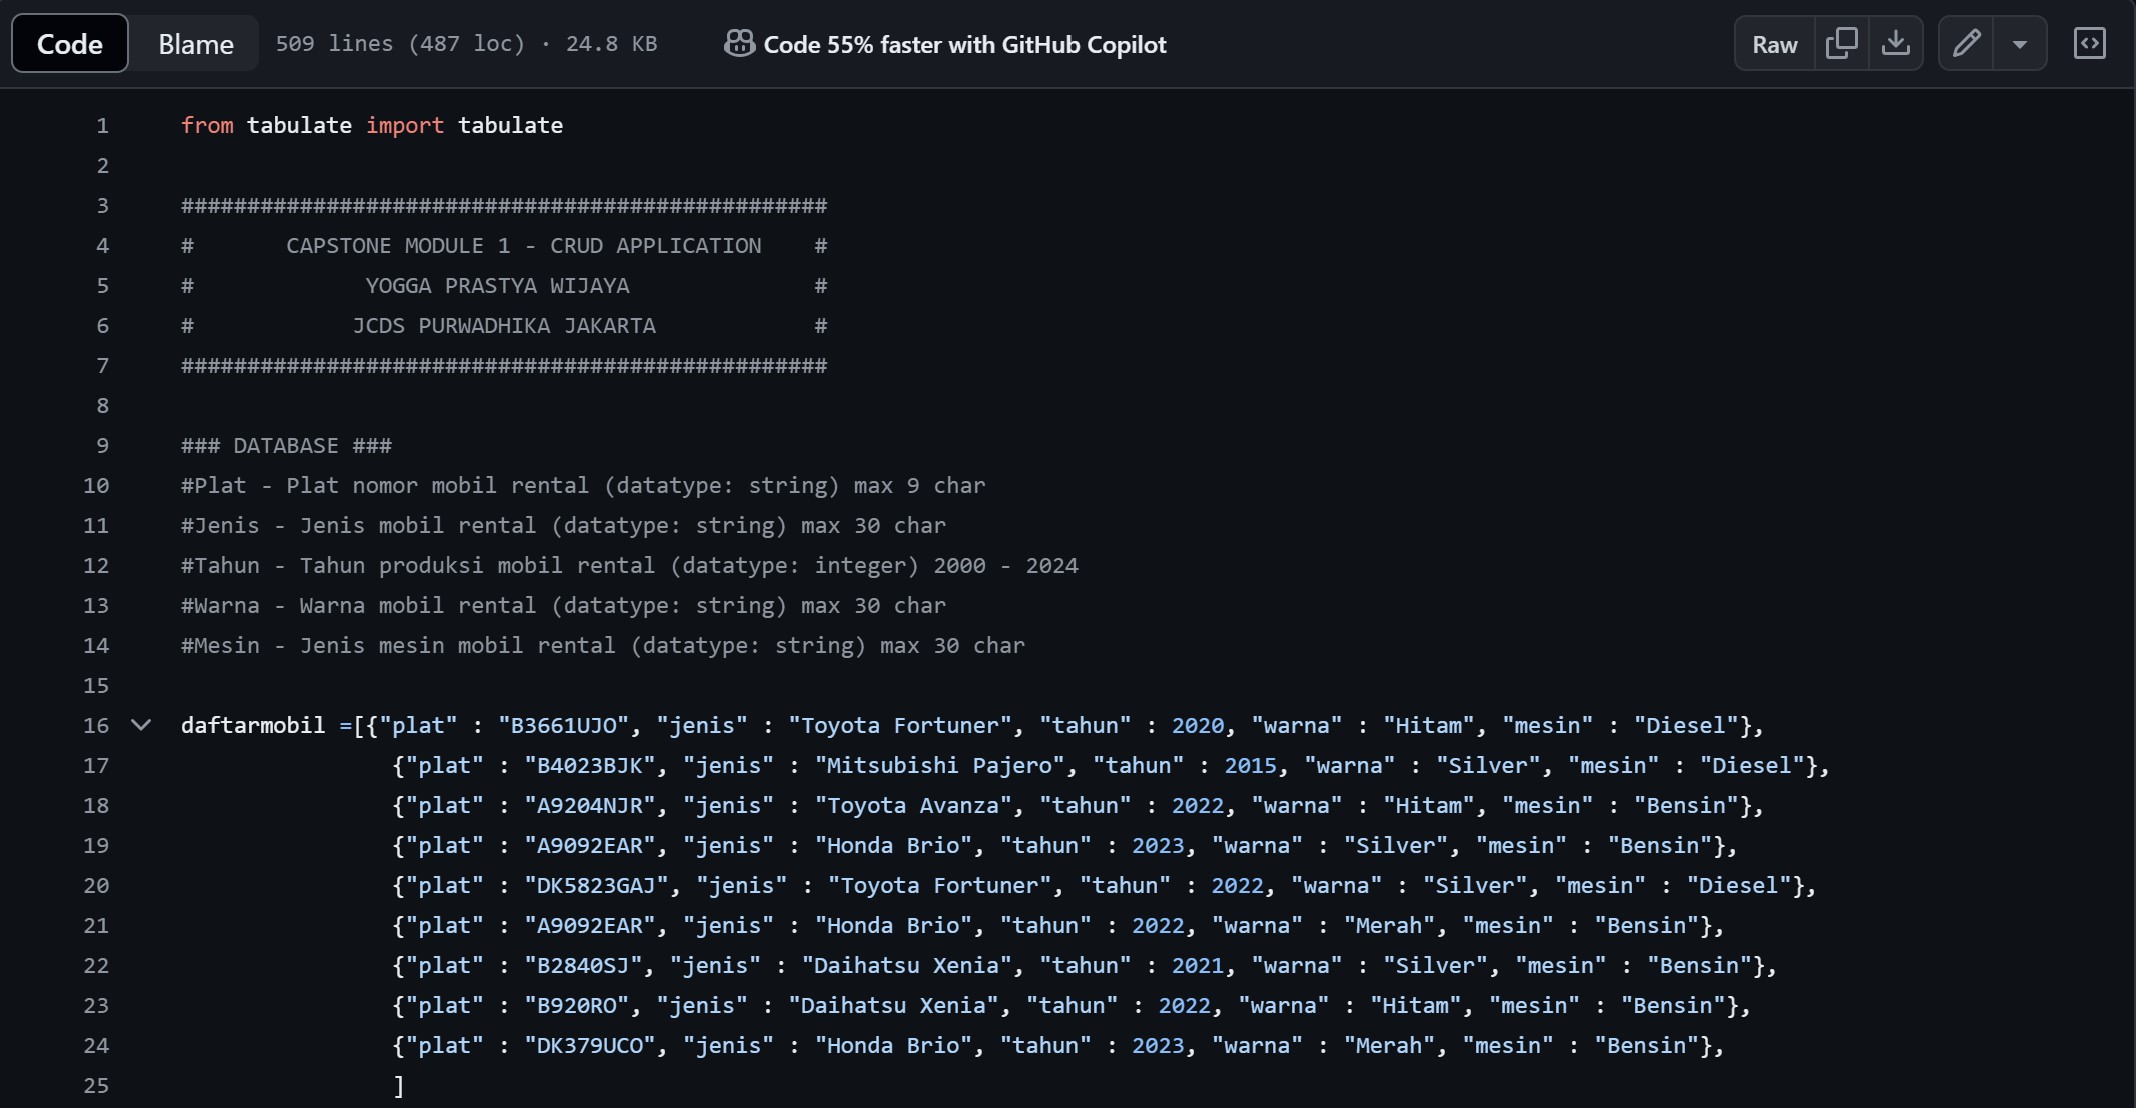 Code Blame 509 lines (487 loc) · 24.8 KB Code 55% faster with GitHub Copilot Raw
1 from tabulate import tabulate
2
3 #################################################
4 #       CAPSTONE MODULE 1 - CRUD APPLICATION    #
5 #             YOGGA PRASTYA WIJAYA              #
6 #            JCDS PURWADHIKA JAKARTA            #
7 #################################################
8
9 ### DATABASE ###
10 #Plat - Plat nomor mobil rental (datatype: string) max 9 char
11 #Jenis - Jenis mobil rental (datatype: string) max 30 char
12 #Tahun - Tahun produksi mobil rental (datatype: integer) 2000 - 2024
13 #Warna - Warna mobil rental (datatype: string) max 30 char
14 #Mesin - Jenis mesin mobil rental (datatype: string) max 30 char
15
16 daftarmobil =[{"plat" : "B3661UJO", "jenis" : "Toyota Fortuner", "tahun" : 2020, "warna" : "Hitam", "mesin" : "Diesel"},
17                 {"plat" : "B4023BJK", "jenis" : "Mitsubishi Pajero", "tahun" : 2015, "warna" : "Silver", "mesin" : "Diesel"},
18                 {"plat" : "A9204NJR", "jenis" : "Toyota Avanza", "tahun" : 2022, "warna" : "Hitam", "mesin" : "Bensin"},
19                 {"plat" : "A9092EAR", "jenis" : "Honda Brio", "tahun" : 2023, "warna" : "Silver", "mesin" : "Bensin"},
20                 {"plat" : "DK5823GAJ", "jenis" : "Toyota Fortuner", "tahun" : 2022, "warna" : "Silver", "mesin" : "Diesel"},
21                 {"plat" : "A9092EAR", "jenis" : "Honda Brio", "tahun" : 2022, "warna" : "Merah", "mesin" : "Bensin"},
22                 {"plat" : "B2840SJ", "jenis" : "Daihatsu Xenia", "tahun" : 2021, "warna" : "Silver", "mesin" : "Bensin"},
23                 {"plat" : "B920RO", "jenis" : "Daihatsu Xenia", "tahun" : 2022, "warna" : "Hitam", "mesin" : "Bensin"},
24                 {"plat" : "DK379UCO", "jenis" : "Honda Brio", "tahun" : 2023, "warna" : "Merah", "mesin" : "Bensin"},
25                 ]